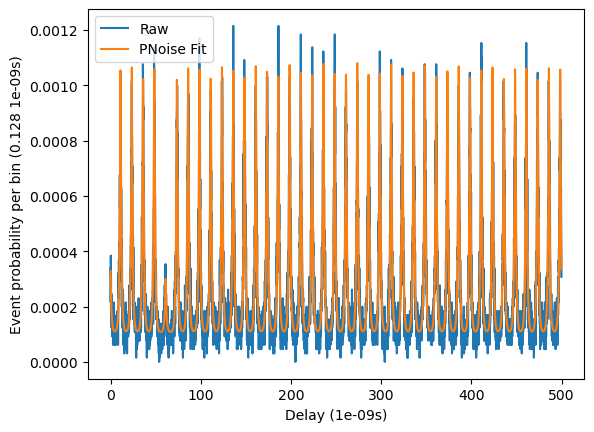 Raw
PNoise Fit
Event probability per bin (0.128 1e-09s)
0.0012
0.0010
0.0008
0.0006
0.0004
0.0002
0.0000
0 100 200 300 400 500
Delay (1e-09s)